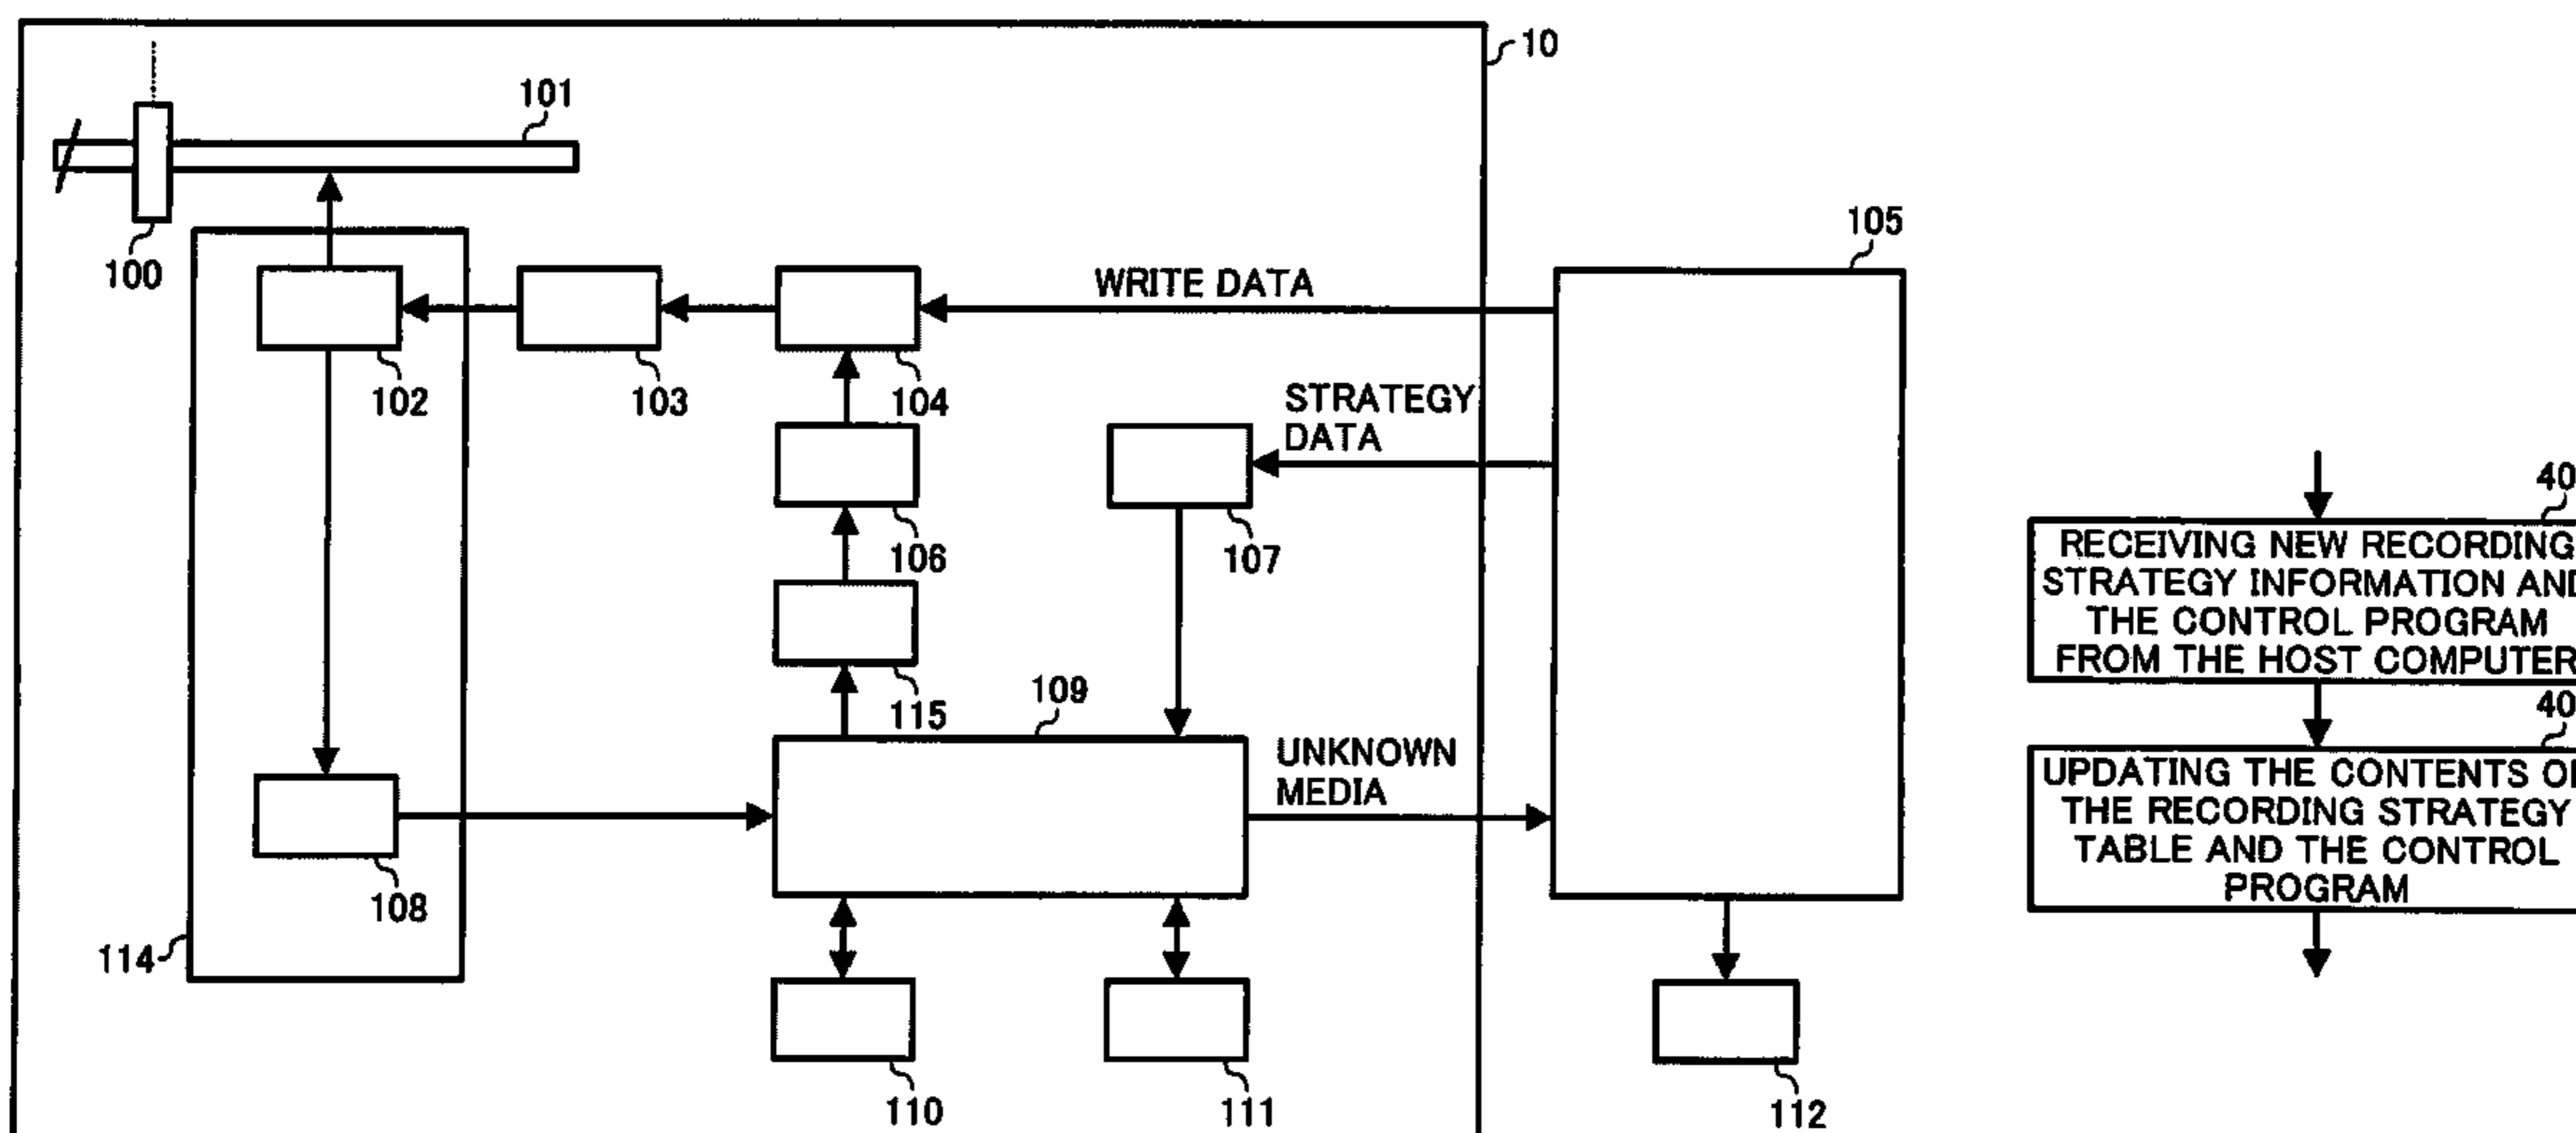 10
101
100
105
WRITE DATA
102
103
104
STRATEGY
DATA
106
107
40
RECEIVING NEW RECORDING
STRATEGY INFORMATION AND
THE CONTROL PROGRAM
FROM THE HOST COMPUTER
115
109
UNKNOWN
MEDIA
40
UPDATING THE CONTENTS OF
THE RECORDING STRATEGY
TABLE AND THE CONTROL
PROGRAM
108
114
110
111
112